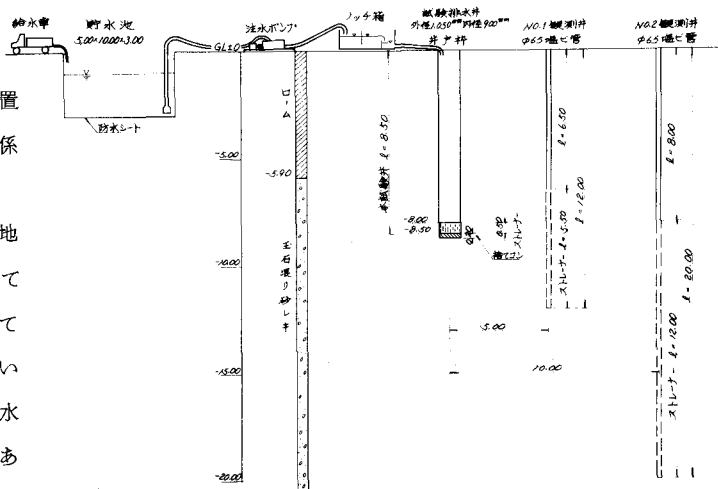 給水車
貯水池
5.00×10.00×3.00
防水シート
注水ポンプ
ノッチ箱
試験排水井
外径1.050mm 内径900mm
井戸枠
NO.1 観測井
φ65 塩ビ管
NO.2 観測井
φ65 塩ビ管
GL±0
-5.00
-10.00
-15.00
-20.00
ローム
-5.90
玉石混り砂レキ
本試験井 l=8.50
-8.00
-8.50
0.50
ストレーナー
捨てコン
l=6.50
ストレーナー l=5.50
l=12.00
l=8.00
ストレーナー l=12.00
l=20.00
5.00
10.00
置
係
地
て
て
い
水
あ